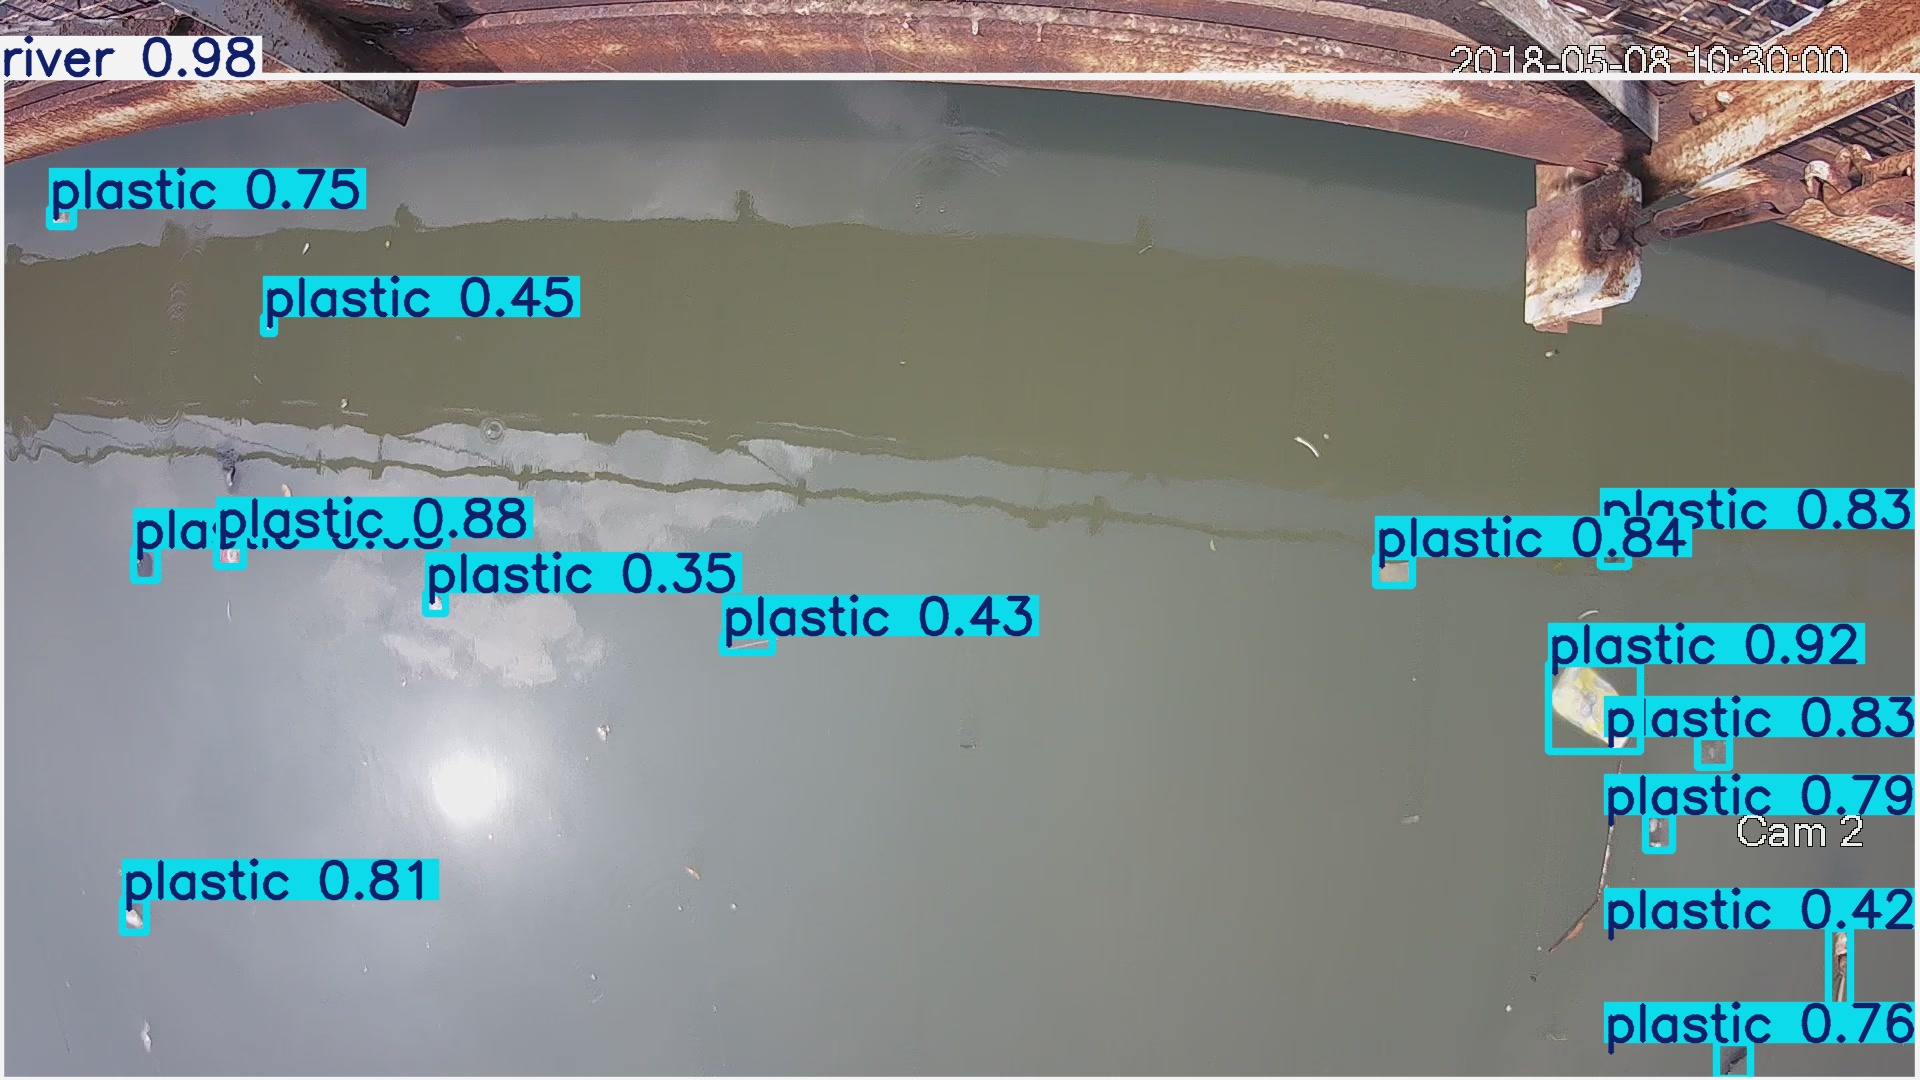 river 0.98
2018-05-08 10:30:00
plastic 0.75
plastic 0.45
plastic 0.88
plastic 0.83
plastic 0.84
plastic 0.35
plastic 0.43
plastic 0.92
plastic 0.83
plastic 0.79
Cam 2
plastic 0.81
plastic 0.42
plastic 0.76